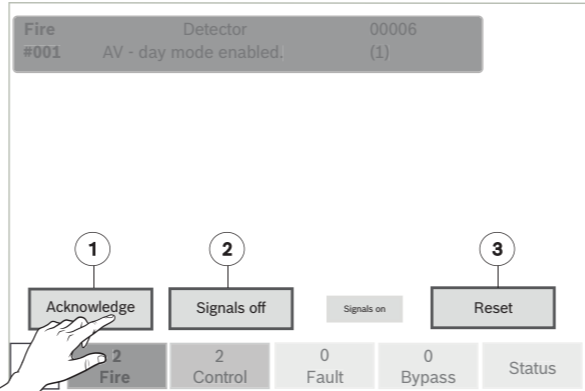 Fire Detector 00006
#001 AV - day mode enabled. (1)
1 2 3
Acknowledge Signals off Signals on Reset
2 2 0 0
Fire Control Fault Bypass Status